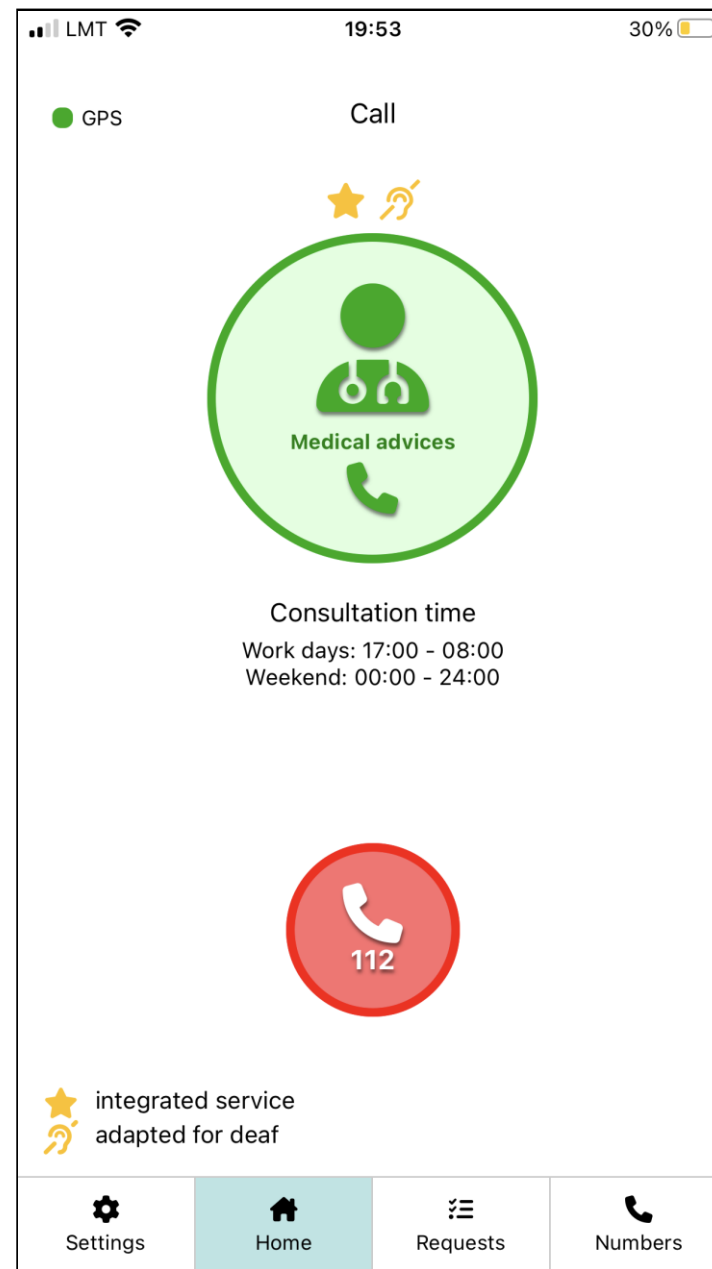 LMT 19:53 30%
GPS Call
Medical advices
Consultation time
Work days: 17:00 - 08:00
Weekend: 00:00 - 24:00
112
integrated service
adapted for deaf
Settings Home Requests Numbers